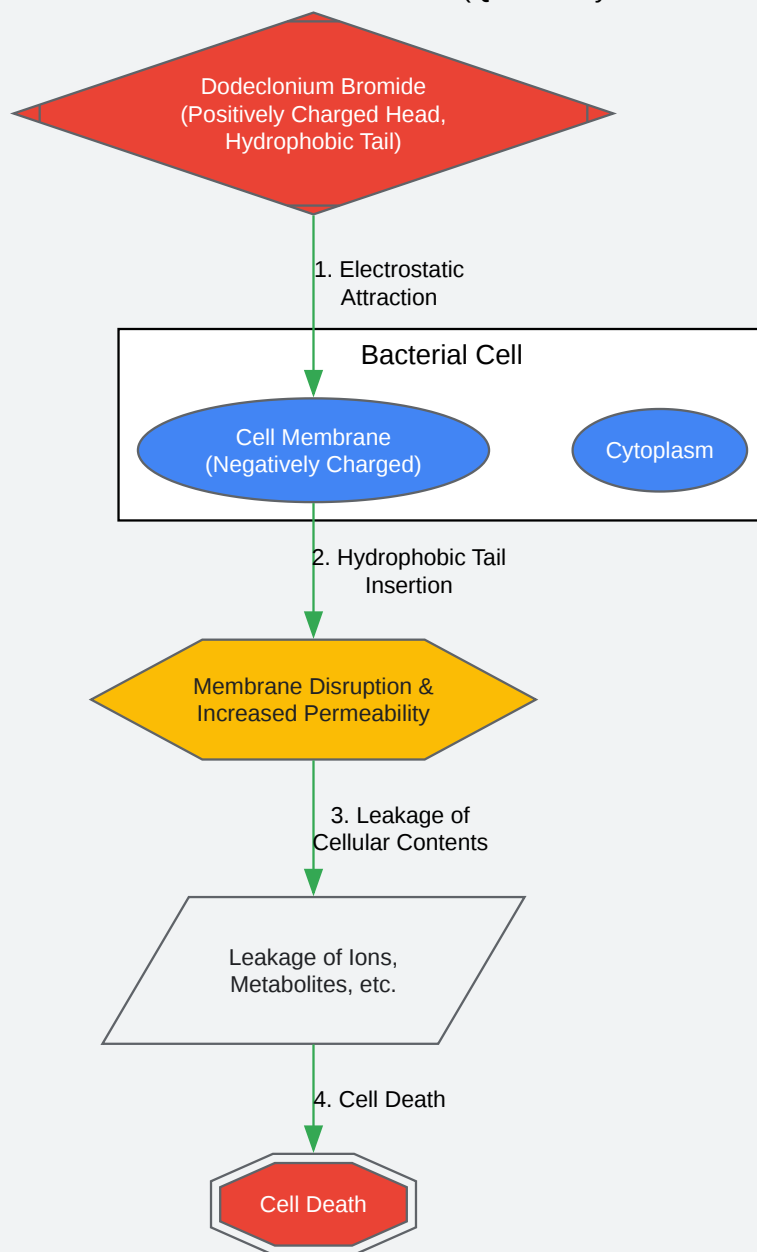 Dodeclonium Bromide
(Positively Charged Head,
Hydrophobic Tail)
1. Electrostatic
Attraction
Bacterial Cell
Cell Membrane
(Negatively Charged)
Cytoplasm
2. Hydrophobic Tail
Insertion
Membrane Disruption &
Increased Permeability
3. Leakage of
Cellular Contents
Leakage of Ions,
Metabolites, etc.
4. Cell Death
Cell Death